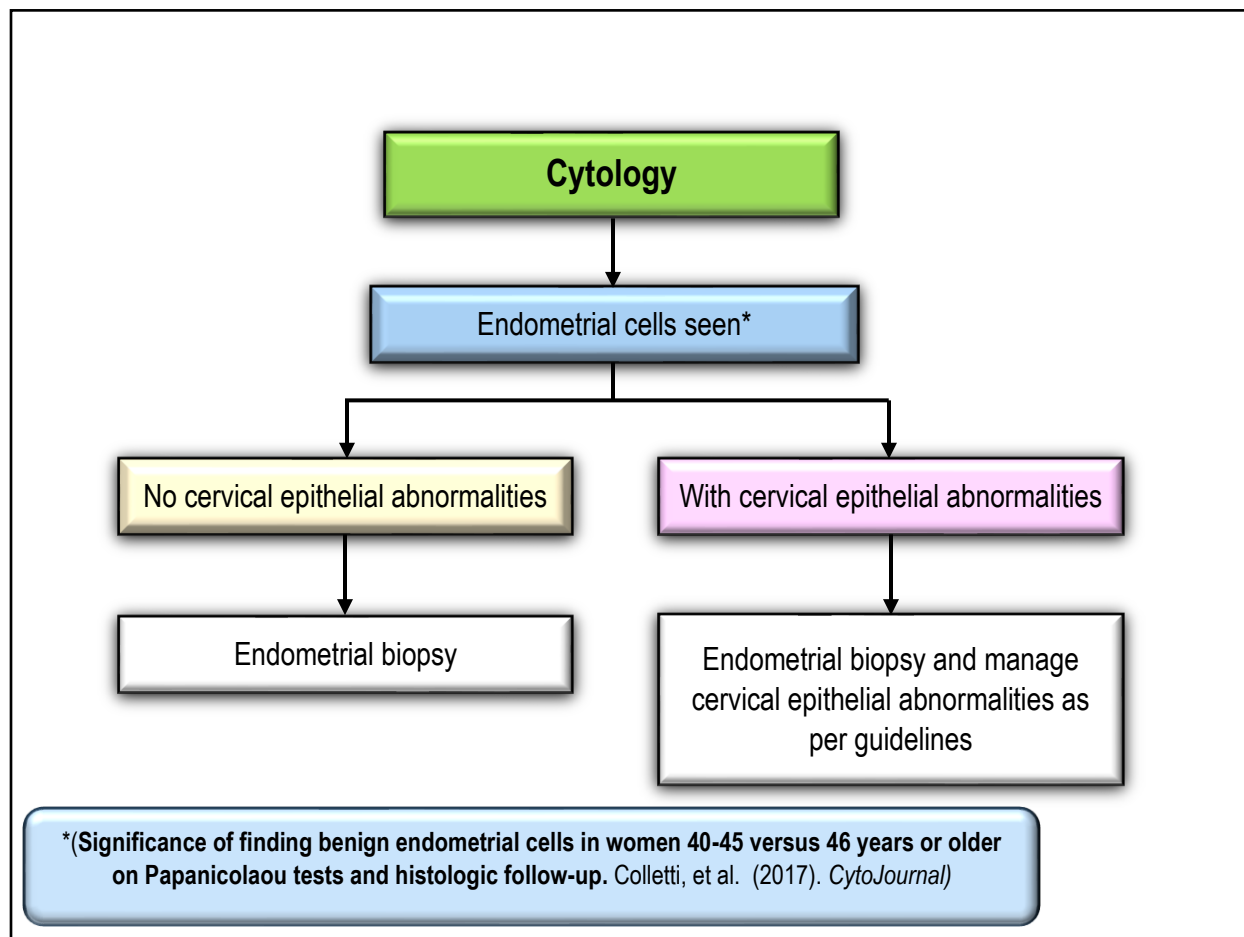 Cytology
Endometrial cells seen*
No cervical epithelial abnormalities
With cervical epithelial abnormalities
Endometrial biopsy
Endometrial biopsy and manage
cervical epithelial abnormalities as
per guidelines
*(Significance of finding benign endometrial cells in women 40-45 versus 46 years or older
on Papanicolaou tests and histologic follow-up. Colletti, et al. (2017). CytoJournal)